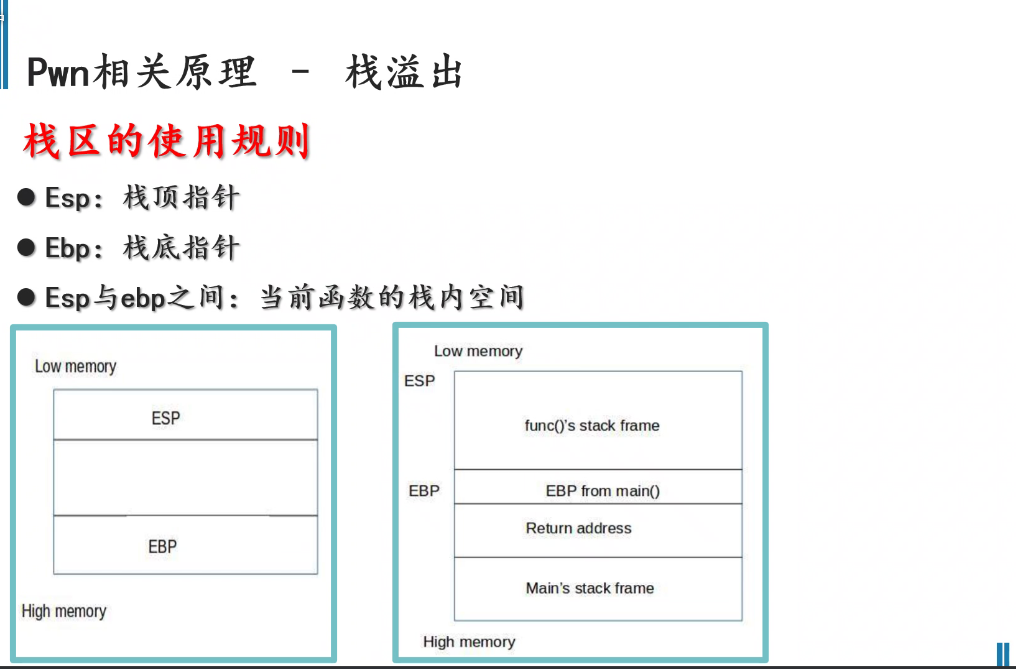 Pwn相关原理 - 栈溢出
栈区的使用规则
● Esp: 栈顶指针
● Ebp: 栈底指针
● Esp与ebp之间: 当前函数的栈内空间
Low memory
ESP
EBP
High memory
Low memory
ESP
func()'s stack frame
EBP
EBP from main()
Return address
Main's stack frame
High memory